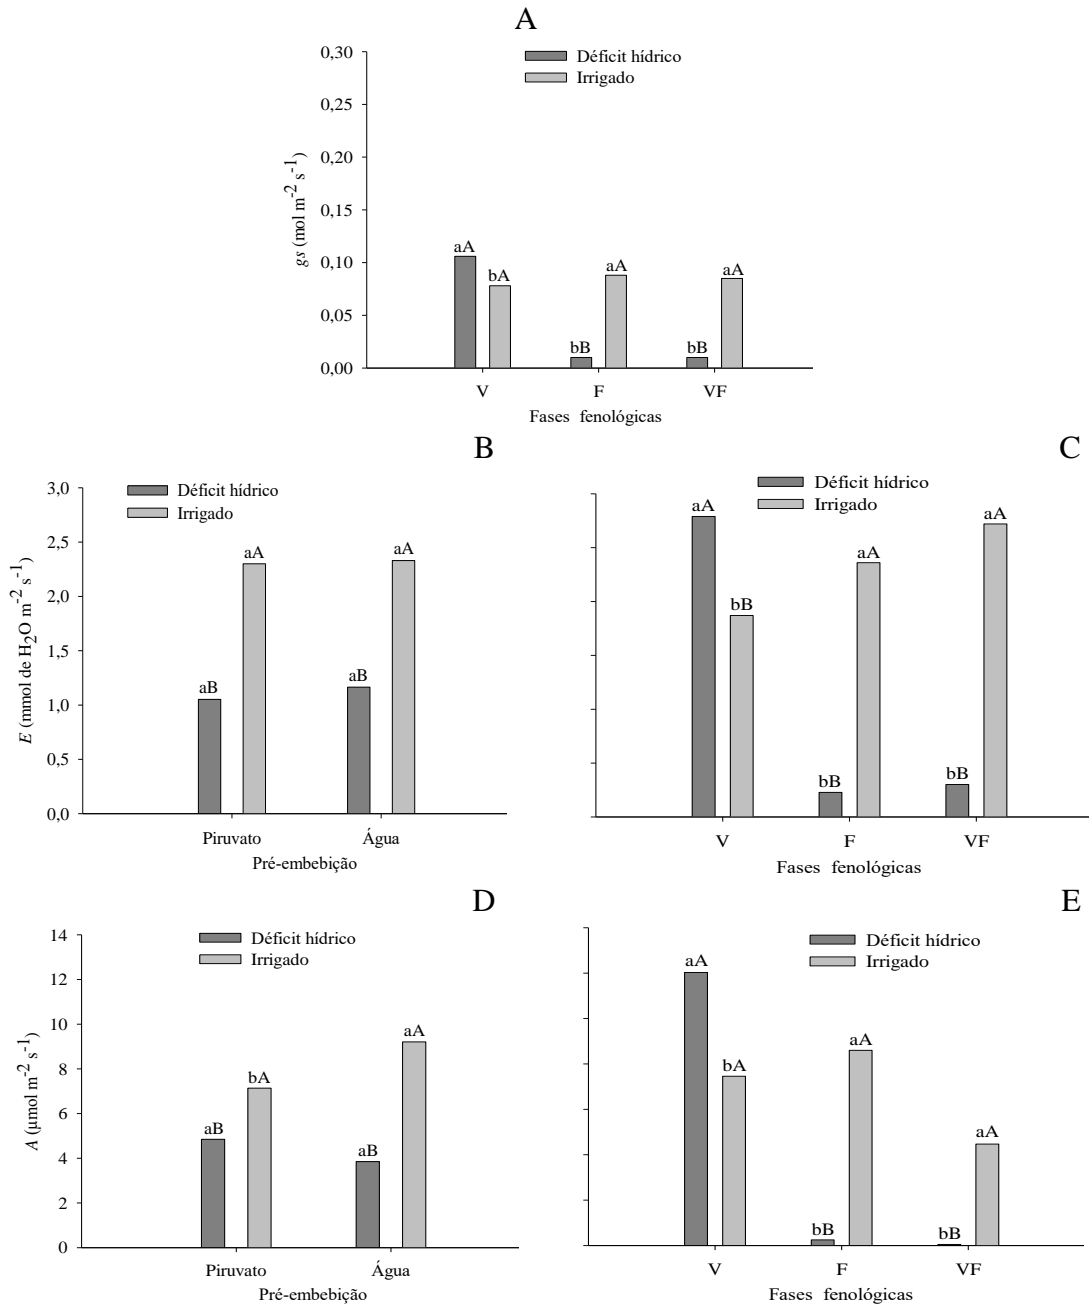 A
Déficit hídrico
Irrigado
gs (mol m-2 s-1)
0,30
0,25
0,20
0,15
0,10
0,05
0,00
aA
bA
bB
aA
bB
aA
V F VF
Fases fenológicas
B
Déficit hídrico
Irrigado
E (mmol de H2O m-2 s-1)
3,0
2,5
2,0
1,5
1,0
0,5
0,0
aB
aA
aB
aA
Piruvato Água
Pré-embebição
C
Déficit hídrico
Irrigado
aA
bB
bB
aA
bB
aA
V F VF
Fases fenológicas
D
Déficit hídrico
Irrigado
A (μmol m-2 s-1)
14
12
10
8
6
4
2
0
aB
bA
aB
aA
Piruvato Água
Pré-embebição
E
Déficit hídrico
Irrigado
aA
bA
bB
aA
bB
aA
V F VF
Fases fenológicas